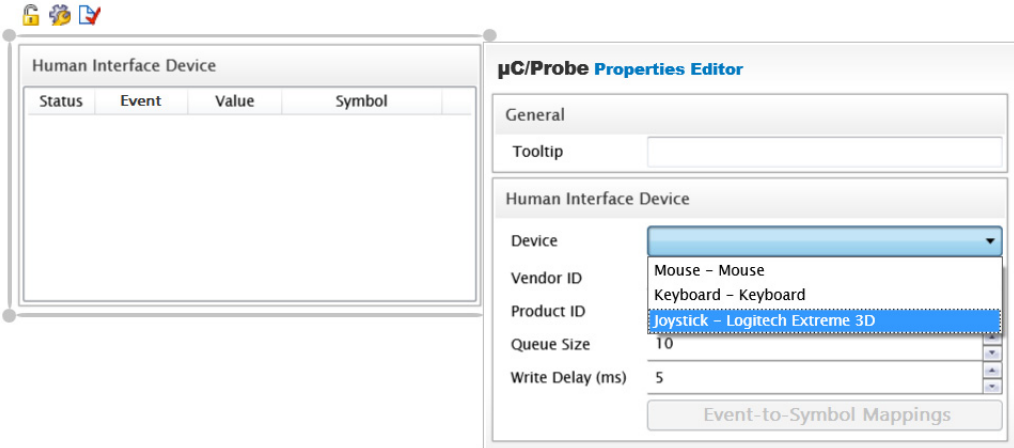 Human Interface Device
Status Event Value Symbol
µC/Probe Properties Editor
General
Tooltip
Human Interface Device
Device
Mouse - Mouse
Vendor ID
Keyboard - Keyboard
Product ID
Joystick - Logitech Extreme 3D
Queue Size 10
Write Delay (ms) 5
Event-to-Symbol Mappings